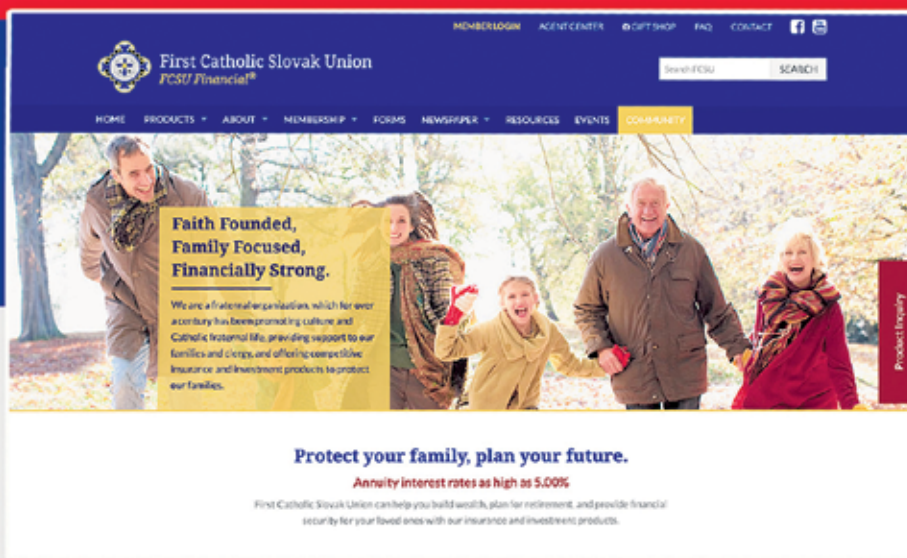 MEMBER LOGIN AGENT CENTER GIFT SHOP FAQ CONTACT
First Catholic Slovak Union
FCSU Financial®
Search FCSU SEARCH
HOME PRODUCTS ABOUT MEMBERSHIP FORMS NEWSPAPER RESOURCES EVENTS COMMUNITY
Faith Founded,
Family Focused,
Financially Strong.
We are a fraternal organization, which for over
a century has been promoting culture and
Catholic fraternal life, providing support to our
families and clergy, and offering competitive
insurance and investment products to protect
our families.
Product Inquiry
Protect your family, plan your future.
Annuity interest rates as high as 5.00%
First Catholic Slovak Union can help you build wealth, plan for retirement, and provide financial
security for your loved ones with our insurance and investment products.